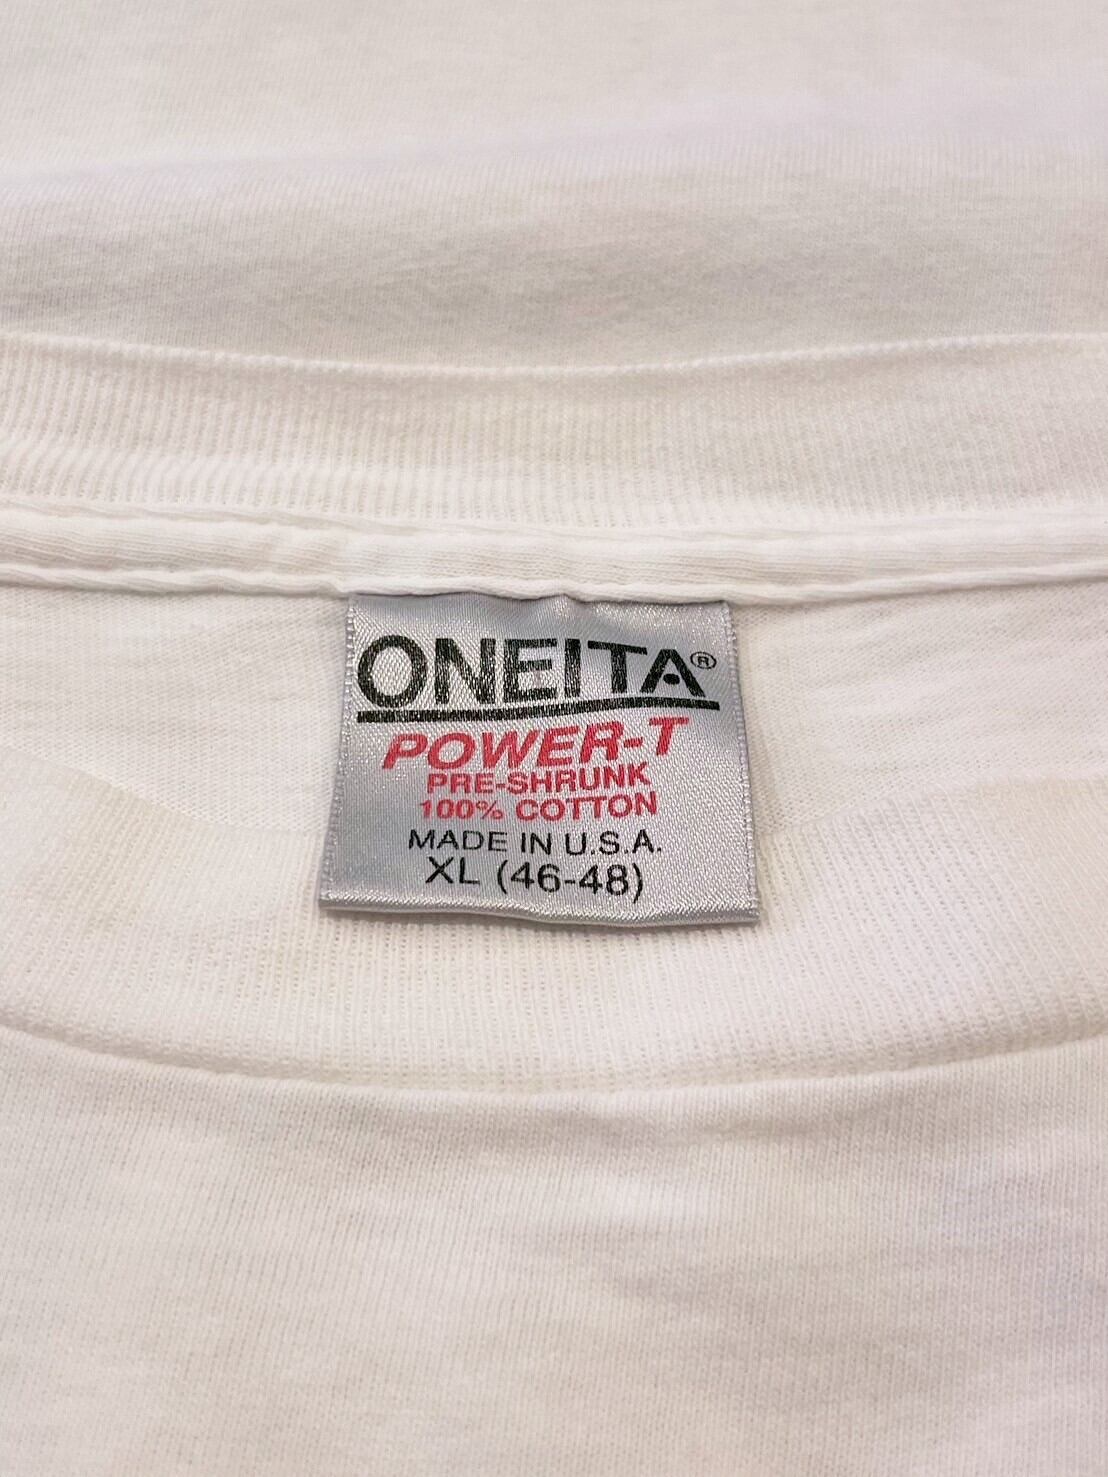 ONEITA®
POWER-T
PRE-SHRUNK
100% COTTON
MADE IN U.S.A.
XL (46-48)